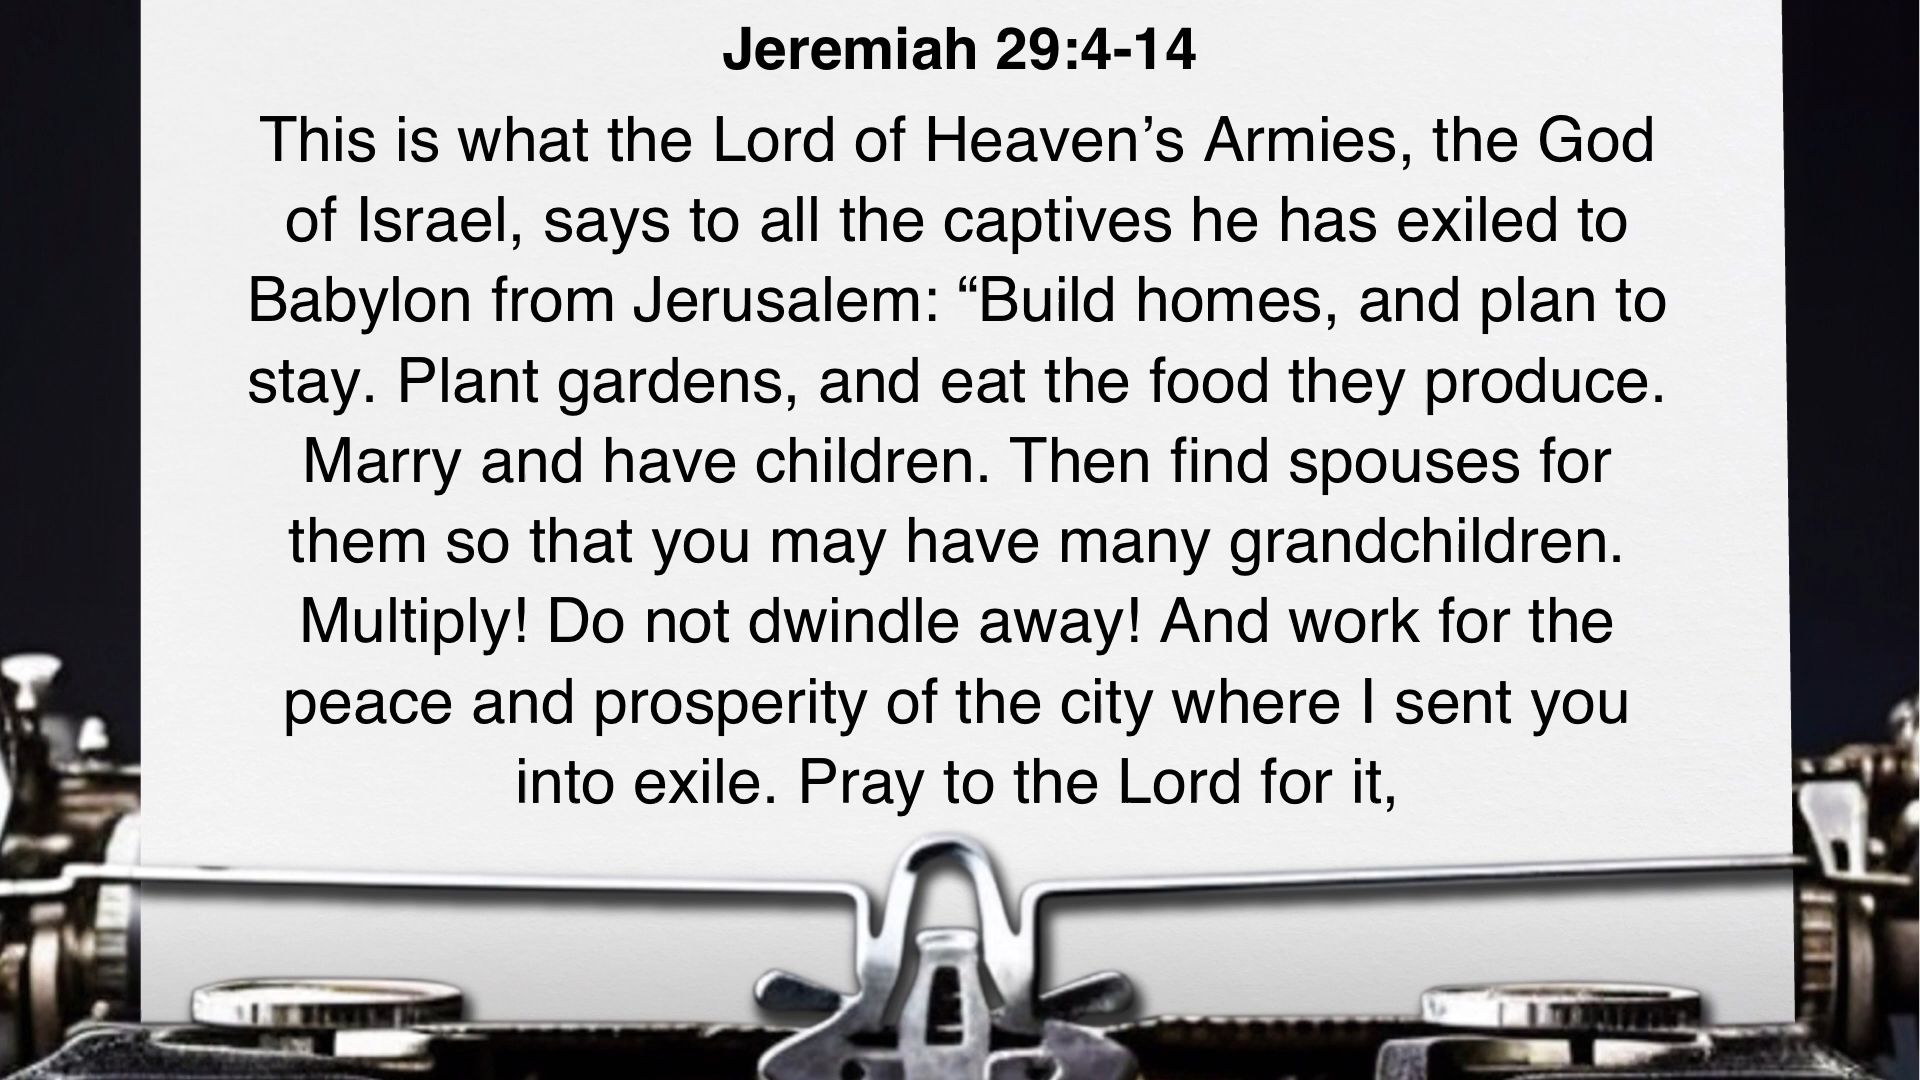 Jeremiah 29:4-14
This is what the Lord of Heaven’s Armies, the God
of Israel, says to all the captives he has exiled to
Babylon from Jerusalem: “Build homes, and plan to
stay. Plant gardens, and eat the food they produce.
Marry and have children. Then find spouses for
them so that you may have many grandchildren.
Multiply! Do not dwindle away! And work for the
peace and prosperity of the city where I sent you
into exile. Pray to the Lord for it,